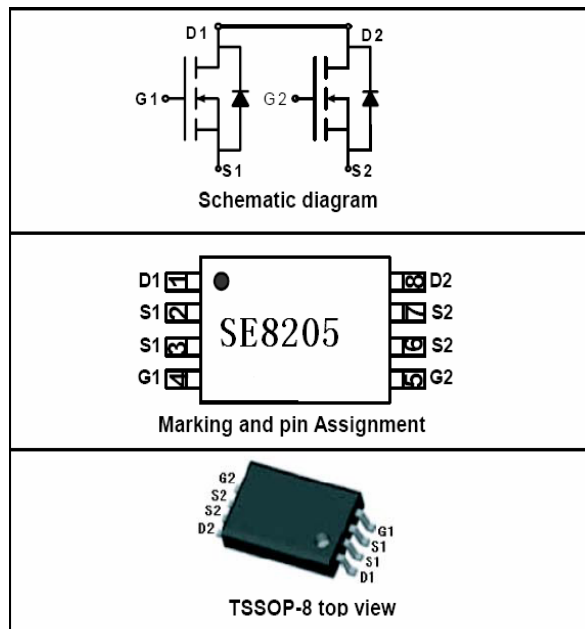 D1 D2
G1 G2
S1 S2
Schematic diagram
D1 1 8 D2
S1 2 7 S2
SE8205
S1 3 6 S2
G1 4 5 G2
Marking and pin Assignment
G2
S2
S2
D2
G1
S1
S1
D1
TSSOP-8 top view